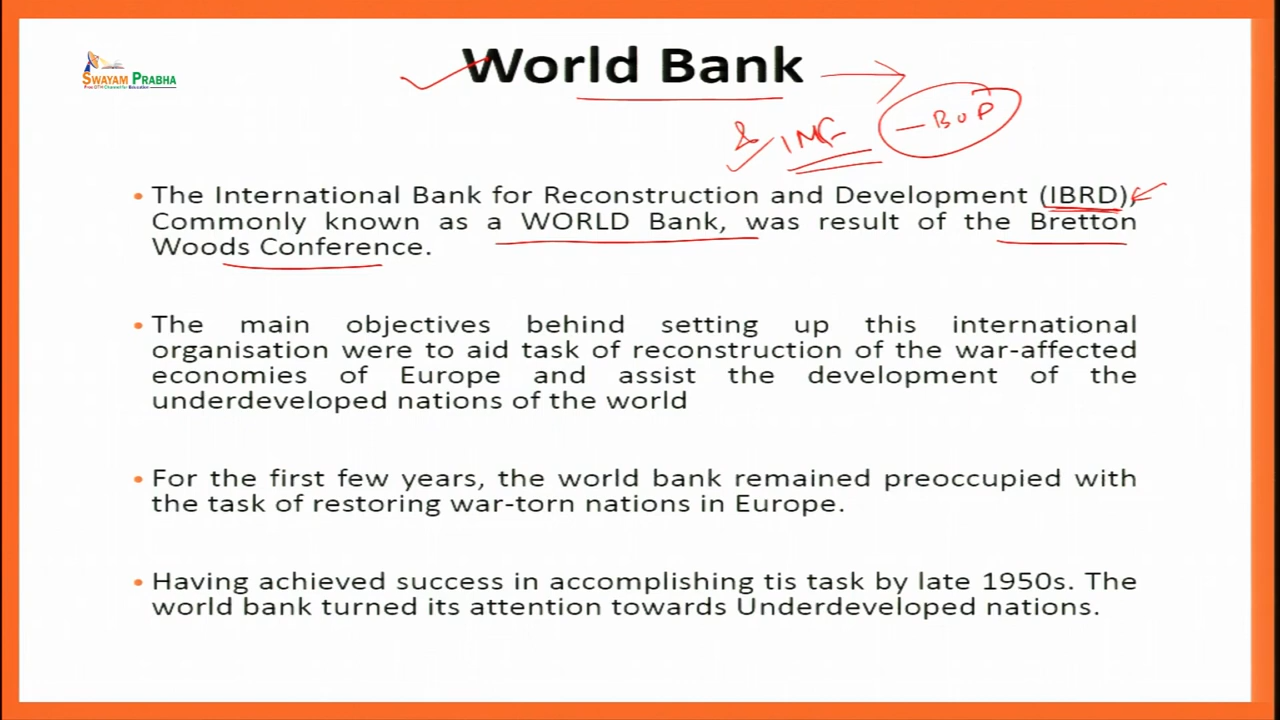 World Bank
SWAYAM PRABHA
Free DTH Channel for Education
& IMF
— BOP
• The International Bank for Reconstruction and Development (IBRD),
Commonly known as a WORLD Bank, was result of the Bretton
Woods Conference.
• The main objectives behind setting up this international
organisation were to aid task of reconstruction of the war-affected
economies of Europe and assist the development of the
underdeveloped nations of the world
• For the first few years, the world bank remained preoccupied with
the task of restoring war-torn nations in Europe.
• Having achieved success in accomplishing tis task by late 1950s. The
world bank turned its attention towards Underdeveloped nations.